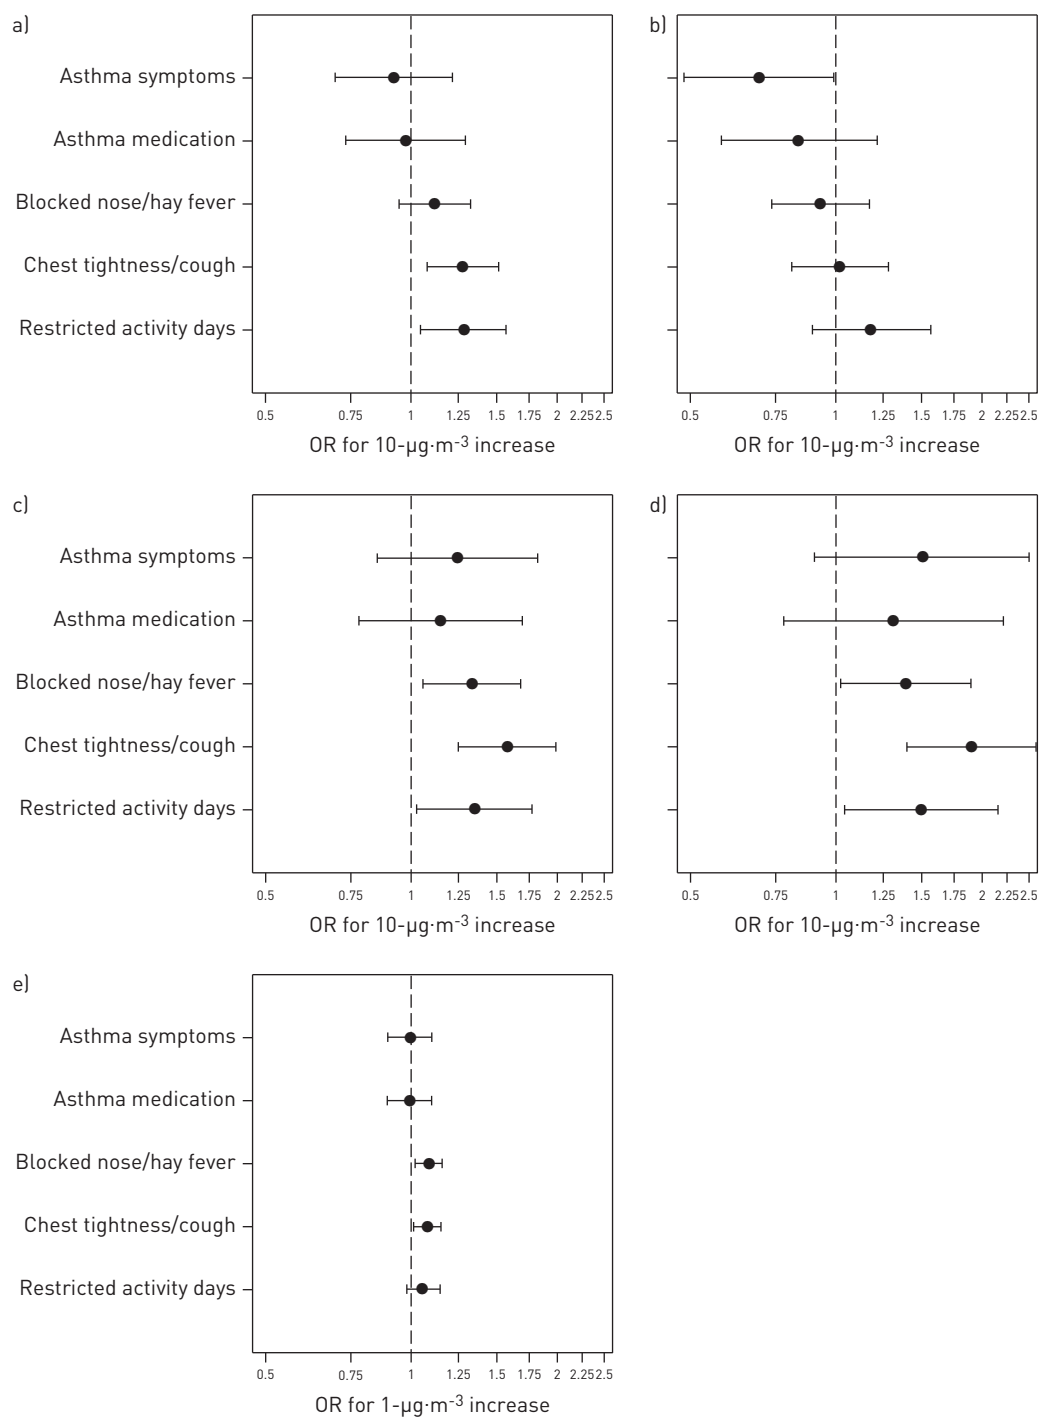 a)
Asthma symptoms
Asthma medication
Blocked nose/hay fever
Chest tightness/cough
Restricted activity days
0.5 0.75 1 1.25 1.5 1.75 2 2.25 2.5
OR for 10-µg·m-3 increase
b)
0.5 0.75 1 1.25 1.5 1.75 2 2.25 2.5
OR for 10-µg·m-3 increase
c)
Asthma symptoms
Asthma medication
Blocked nose/hay fever
Chest tightness/cough
Restricted activity days
0.5 0.75 1 1.25 1.5 1.75 2 2.25 2.5
OR for 10-µg·m-3 increase
d)
0.5 0.75 1 1.25 1.5 1.75 2 2.25 2.5
OR for 10-µg·m-3 increase
e)
Asthma symptoms
Asthma medication
Blocked nose/hay fever
Chest tightness/cough
Restricted activity days
0.5 0.75 1 1.25 1.5 1.75 2 2.25 2.5
OR for 1-µg·m-3 increase